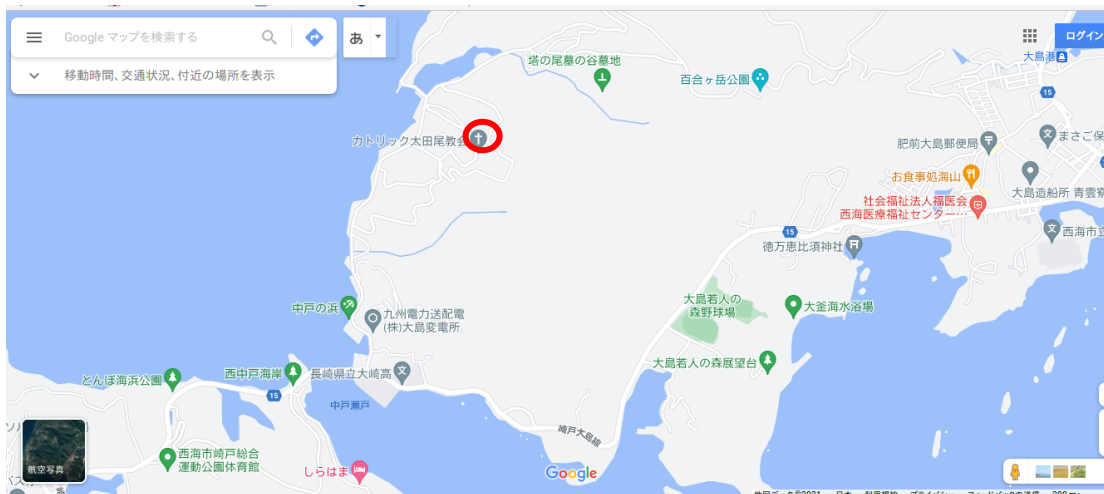 Google マップを検索する
あ
ログイン
移動時間、交通状況、付近の場所を表示
塔の尾墓の谷墓地
百合ヶ岳公園
大島港
15
カトリック太田尾教会
肥前大島郵便局
まさご保
お食事処海山
大島造船所 青雲寮
社会福祉法人福医会
西海医療福祉センター…
15
徳万恵比須神社
西海市立
中戸の浜
九州電力送配電
(株)大島変電所
大島若人の
森野球場
大釜海水浴場
大島若人の森展望台
とんぼ海浜公園
西中戸海岸
長崎県立大崎高
15
中戸瀬戸
崎戸大島線
西海市崎戸総合
運動公園体育館
しらはま
航空写真
Google